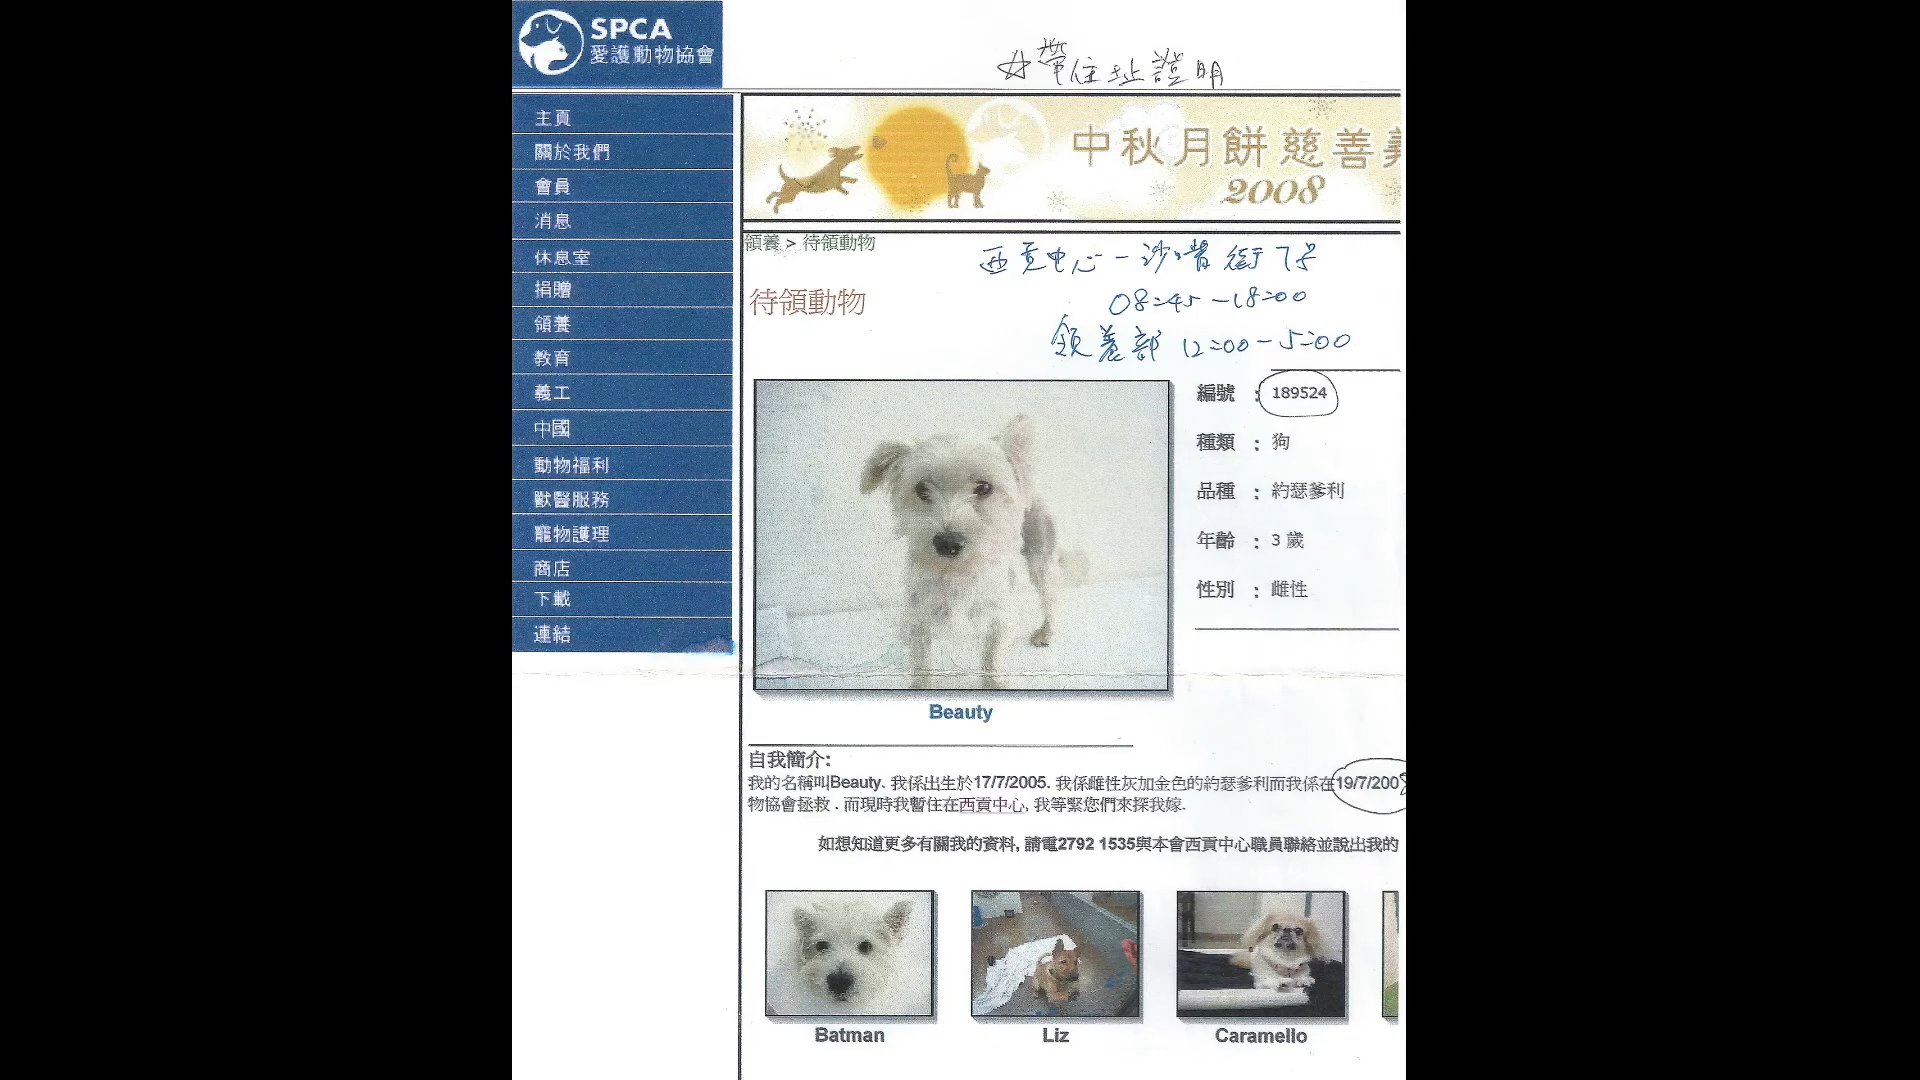 SPCA
愛護動物協會
帶住址證明
主頁
關於我們
會員
消息
休息室
捐贈
領養
教育
義工
中國
動物福利
獸醫服務
寵物護理
商店
下載
連結
中秋月餅慈善義
2008
領養 > 待領動物
西貢中心-沙咀街7号
08:45-18:00
待領動物
領養部 12:00-5:00
編號 : 189524
種類 : 狗
品種 : 約瑟爹利
年齡 : 3 歲
性別 : 雌性
Beauty
自我簡介:
我的名稱叫Beauty. 我係出生於17/7/2005. 我係雌性灰加金色的約瑟爹利而我係在19/7/200
物協會拯救 . 而現時我暫住在西貢中心, 我等緊您們來探我嫁.
如想知道更多有關我的資料, 請電2792 1535與本會西貢中心職員聯絡並說出我的
Batman
Liz
Caramello